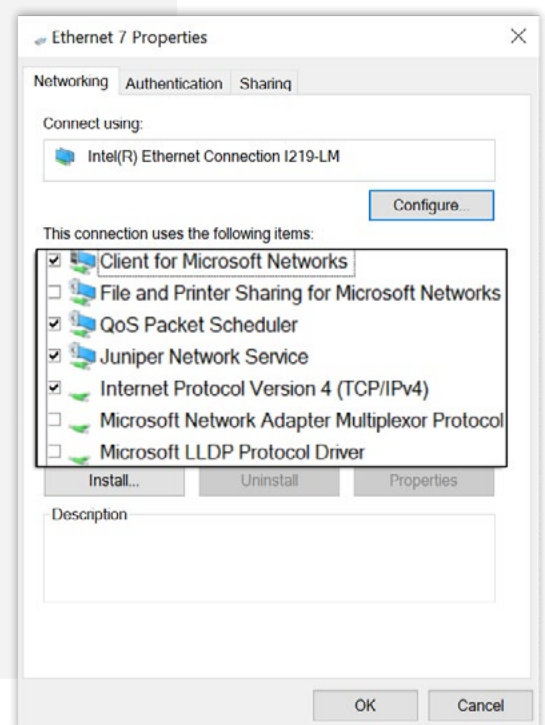 Ethernet 7 Properties
Networking Authentication Sharing
Connect using:
Intel(R) Ethernet Connection I219-LM
Configure...
This connection uses the following items:
Client for Microsoft Networks
File and Printer Sharing for Microsoft Networks
QoS Packet Scheduler
Juniper Network Service
Internet Protocol Version 4 (TCP/IPv4)
Microsoft Network Adapter Multiplexor Protocol
Microsoft LLDP Protocol Driver
Install... Uninstall Properties
Description
OK Cancel